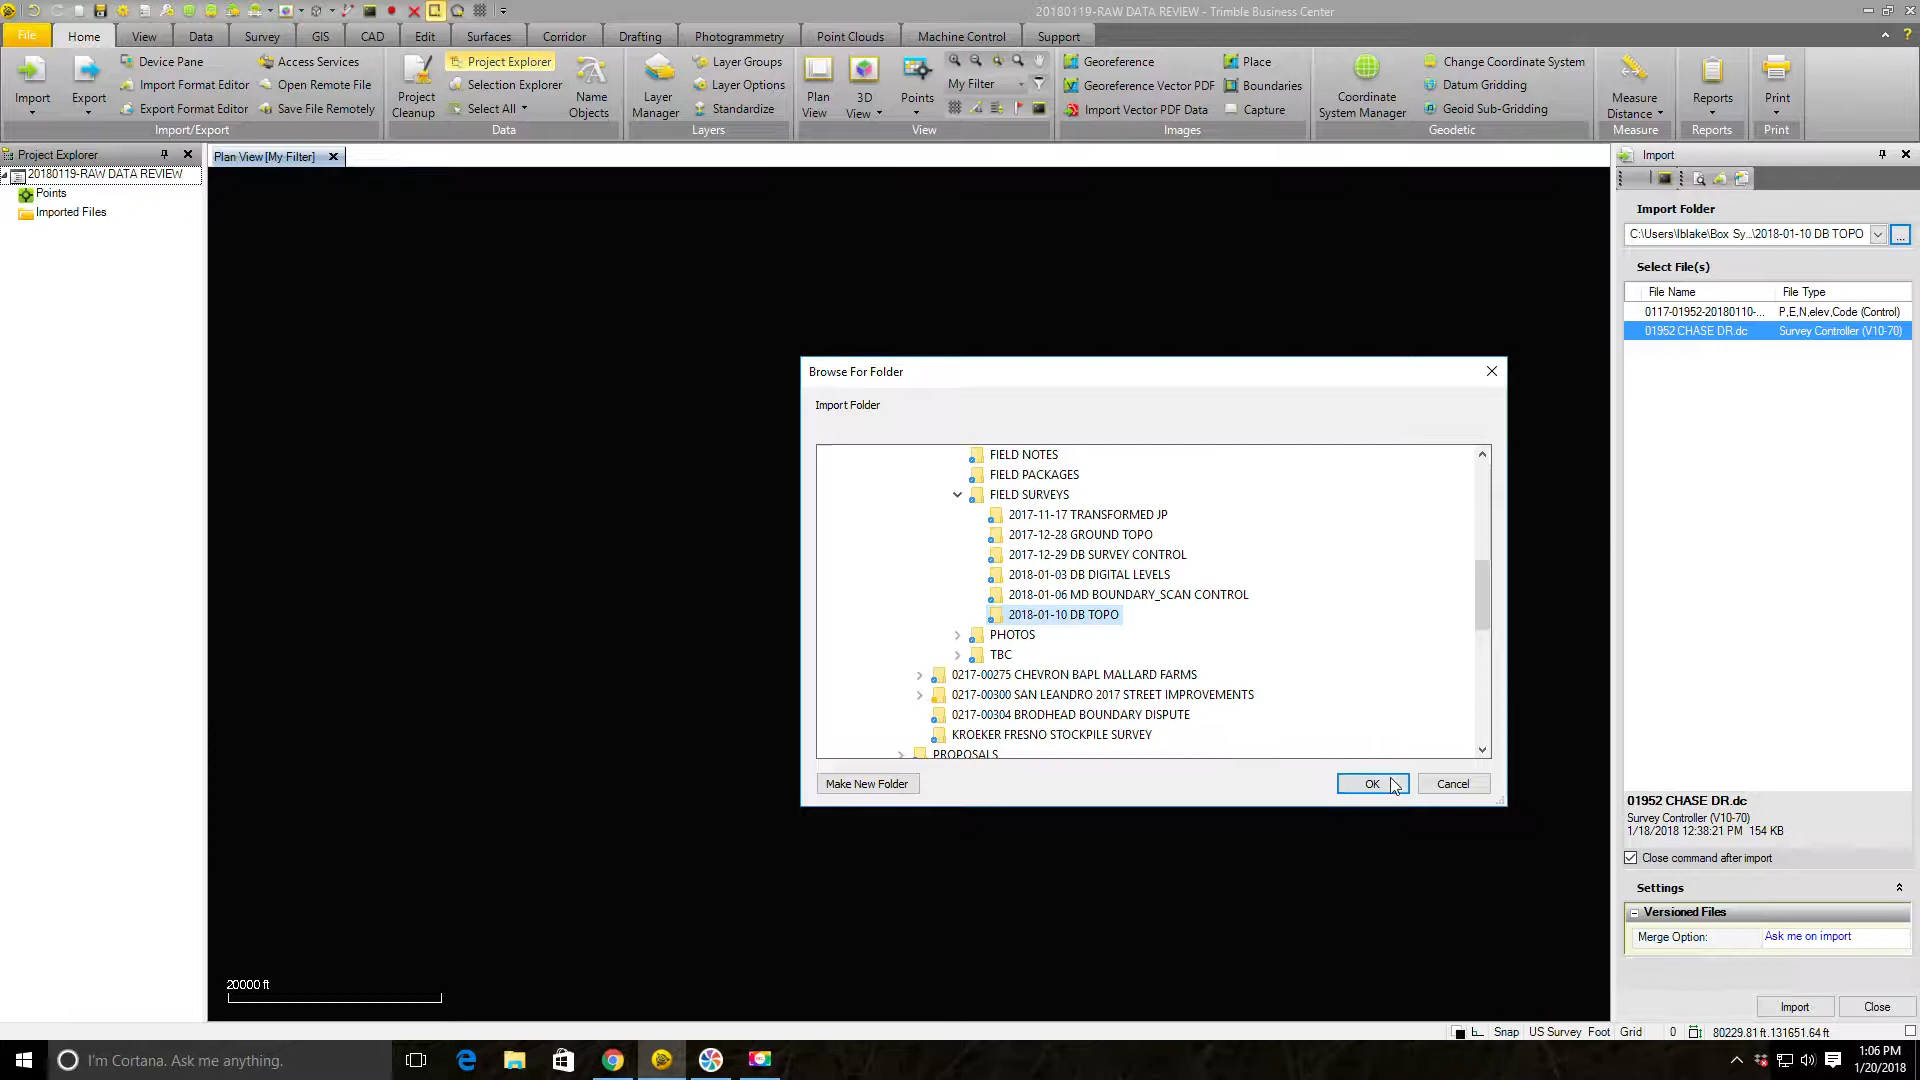 20180119-RAW DATA REVIEW - Trimble Business Center
File
Home
View
Data
Survey
GIS
CAD
Edit
Surfaces
Corridor
Drafting
Photogrammetry
Point Clouds
Machine Control
Support
Import
Export
Device Pane
Import Format Editor
Export Format Editor
Access Services
Open Remote File
Save File Remotely
Import/Export
Project Cleanup
Project Explorer
Selection Explorer
Select All
Name Objects
Data
Layer Manager
Layer Groups
Layer Options
Standardize
Layers
Plan View
3D View
Points
My Filter
View
Georeference
Georeference Vector PDF
Import Vector PDF Data
Place
Boundaries
Capture
Images
Coordinate System Manager
Change Coordinate System
Datum Gridding
Geoid Sub-Gridding
Geodetic
Measure Distance
Measure
Reports
Reports
Print
Print
Project Explorer
20180119-RAW DATA REVIEW
Points
Imported Files
Plan View [My Filter]
20000 ft
Browse For Folder
Import Folder
FIELD NOTES
FIELD PACKAGES
FIELD SURVEYS
2017-11-17 TRANSFORMED JP
2017-12-28 GROUND TOPO
2017-12-29 DB SURVEY CONTROL
2018-01-03 DB DIGITAL LEVELS
2018-01-06 MD BOUNDARY_SCAN CONTROL
2018-01-10 DB TOPO
PHOTOS
TBC
0217-00275 CHEVRON BAPL MALLARD FARMS
0217-00300 SAN LEANDRO 2017 STREET IMPROVEMENTS
0217-00304 BRODHEAD BOUNDARY DISPUTE
KROEKER FRESNO STOCKPILE SURVEY
PROPOSALS
Make New Folder
OK
Cancel
Import
Import Folder
C:\Users\lblake\Box Sy...\2018-01-10 DB TOPO
...
Select File(s)
File Name File Type
0117-01952-20180110-... P,E,N,elev,Code (Control)
01952 CHASE DR.dc Survey Controller (V10-70)
01952 CHASE DR.dc
Survey Controller (V10-70)
1/18/2018 12:38:21 PM 154 KB
Close command after import
Settings
Versioned Files
Merge Option: Ask me on import
Import
Close
Snap US Survey Foot Grid 0 80229.81 ft,131651.64 ft
I'm Cortana. Ask me anything.
1:06 PM
1/20/2018